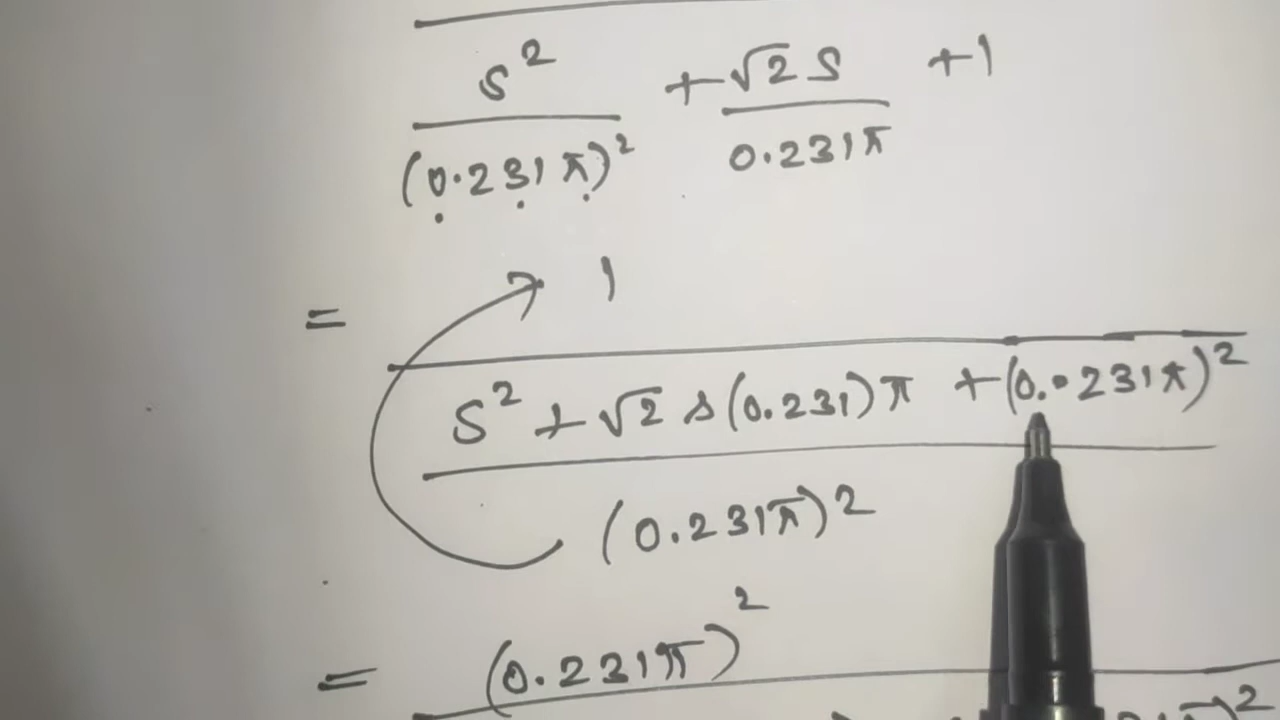 s² + √2 s + 1
(0.231π)² 0.231π
= 1
s² + √2 s(0.231)π + (0.0231π)²
(0.231π)²
= (0.231π)²